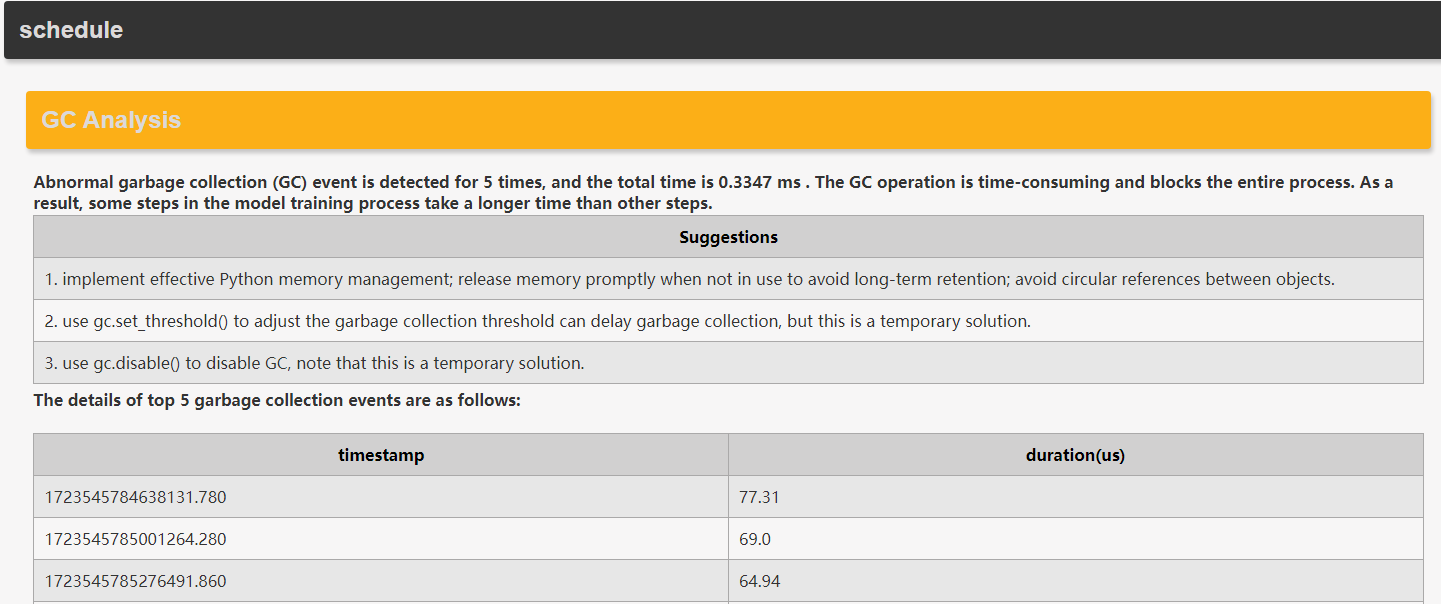 schedule
GC Analysis
Abnormal garbage collection (GC) event is detected for 5 times, and the total time is 0.3347 ms . The GC operation is time-consuming and blocks the entire process. As a
result, some steps in the model training process take a longer time than other steps.
Suggestions
1. implement effective Python memory management; release memory promptly when not in use to avoid long-term retention; avoid circular references between objects.
2. use gc.set_threshold() to adjust the garbage collection threshold can delay garbage collection, but this is a temporary solution.
3. use gc.disable() to disable GC, note that this is a temporary solution.
The details of top 5 garbage collection events are as follows:
timestamp duration(us)
1723545784638131.780 77.31
1723545785001264.280 69.0
1723545785276491.860 64.94